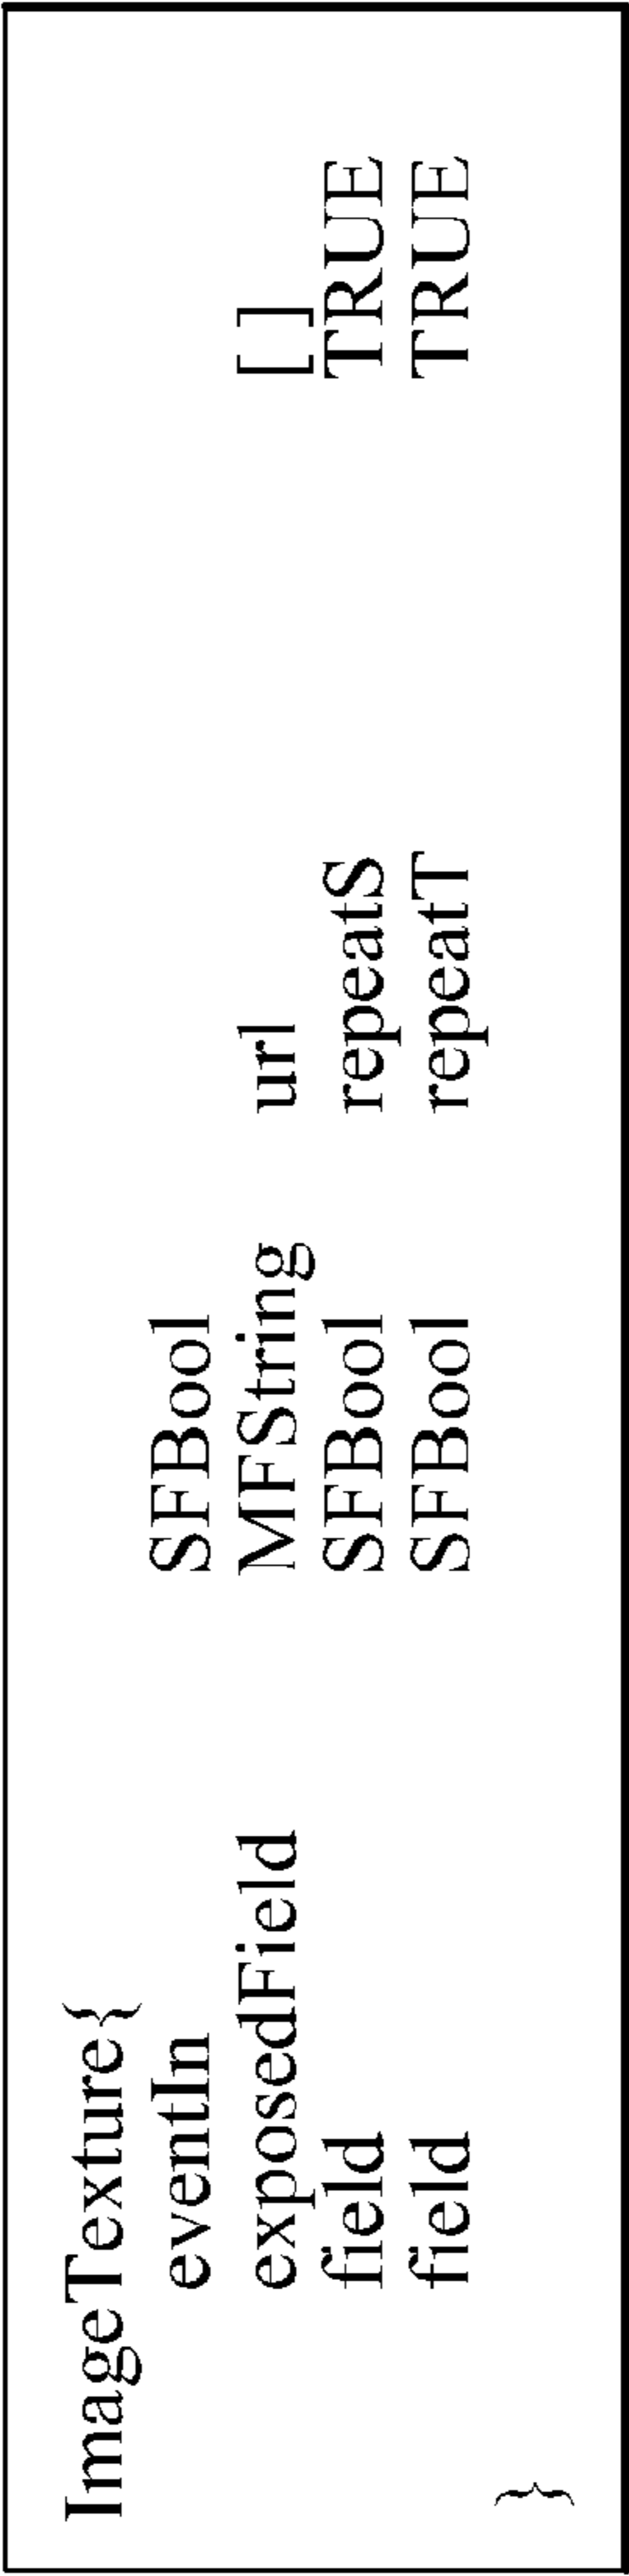 ImageTexture{
eventIn SFBool
exposedField MFString url [ ]
field SFBool repeatS TRUE
field SFBool repeatT TRUE
}